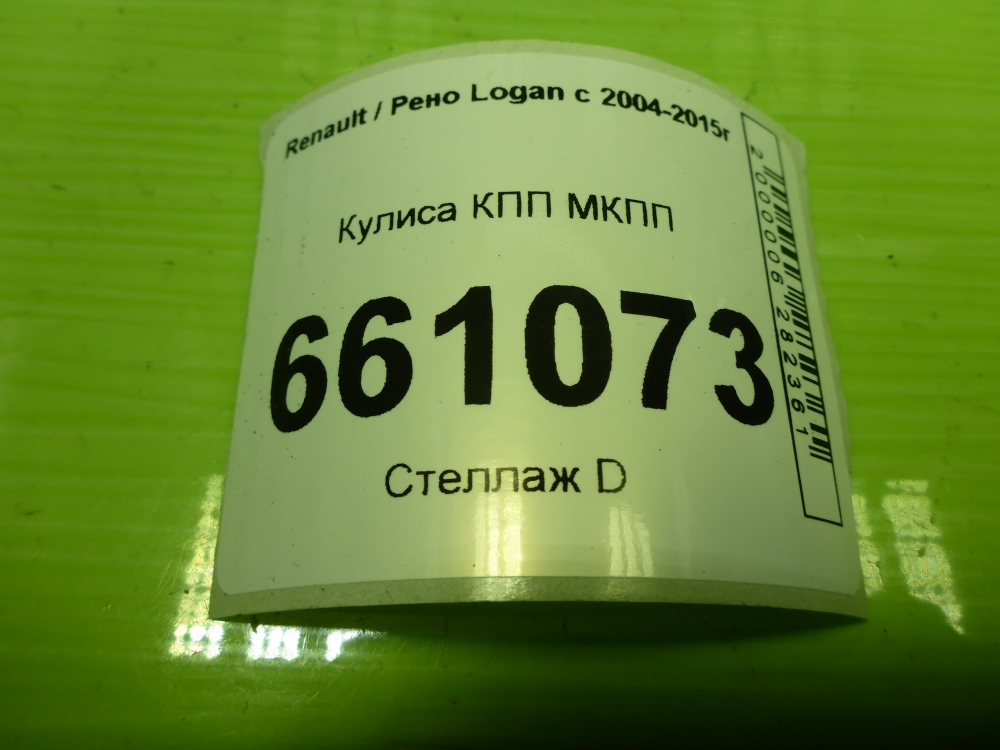 Renault / Рено Logan с 2004-2015г
Кулиса КПП МКПП
661073
Стеллаж D
2000006282361